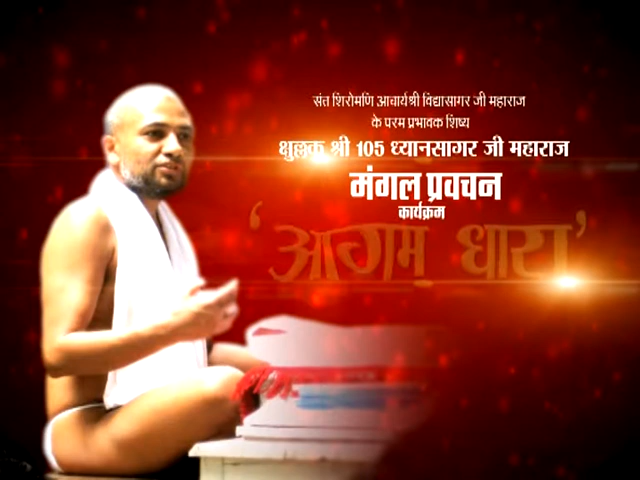 संत शिरोमणि आचार्यश्री विद्यासागर जी महाराज
के परम प्रभावक शिष्य
क्षुल्लक श्री 105 ध्यानसागर जी महाराज
मंगल प्रवचन
कार्यक्रम
‘आगम धारा’